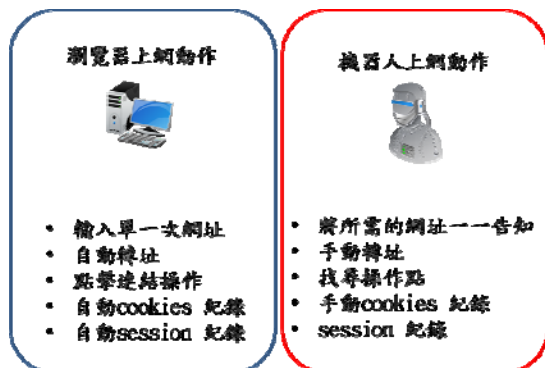 瀏覽器上網動作
• 輸入單一次網址
• 自動轉址
• 點擊連結操作
• 自動cookies 紀錄
• 自動session 紀錄
機器人上網動作
• 將所需的網址一一告知
• 手動轉址
• 找尋操作點
• 手動cookies 紀錄
• session 紀錄